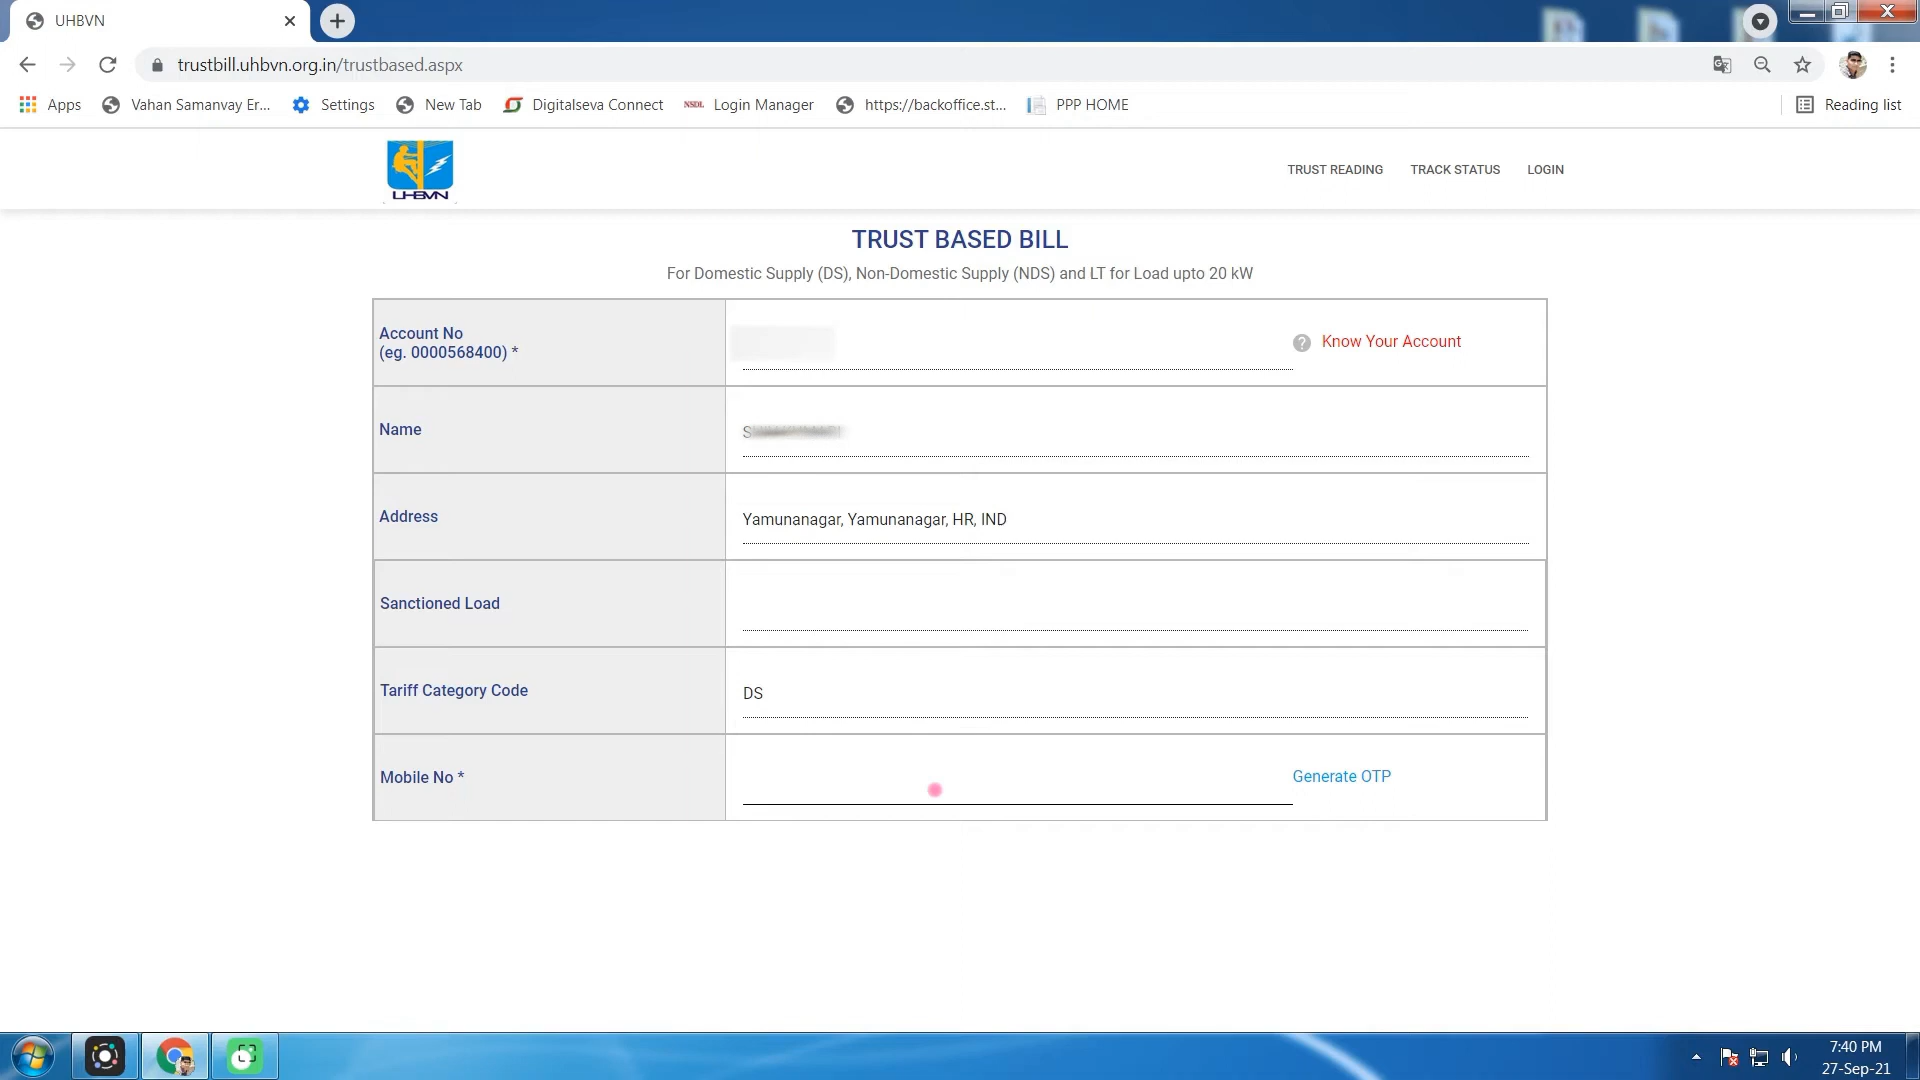 UHBVN
trustbill.uhbvn.org.in/trustbased.aspx
Apps
Vahan Samanvay Er...
Settings
New Tab
Digitalseva Connect
NSDL Login Manager
https://backoffice.st...
PPP HOME
Reading list
UHBVN
TRUST READING
TRACK STATUS
LOGIN
TRUST BASED BILL
For Domestic Supply (DS), Non-Domestic Supply (NDS) and LT for Load upto 20 kW
Account No
(eg. 0000568400) *
? Know Your Account
Name
Address
Yamunanagar, Yamunanagar, HR, IND
Sanctioned Load
Tariff Category Code
DS
Mobile No *
Generate OTP
7:40 PM
27-Sep-21